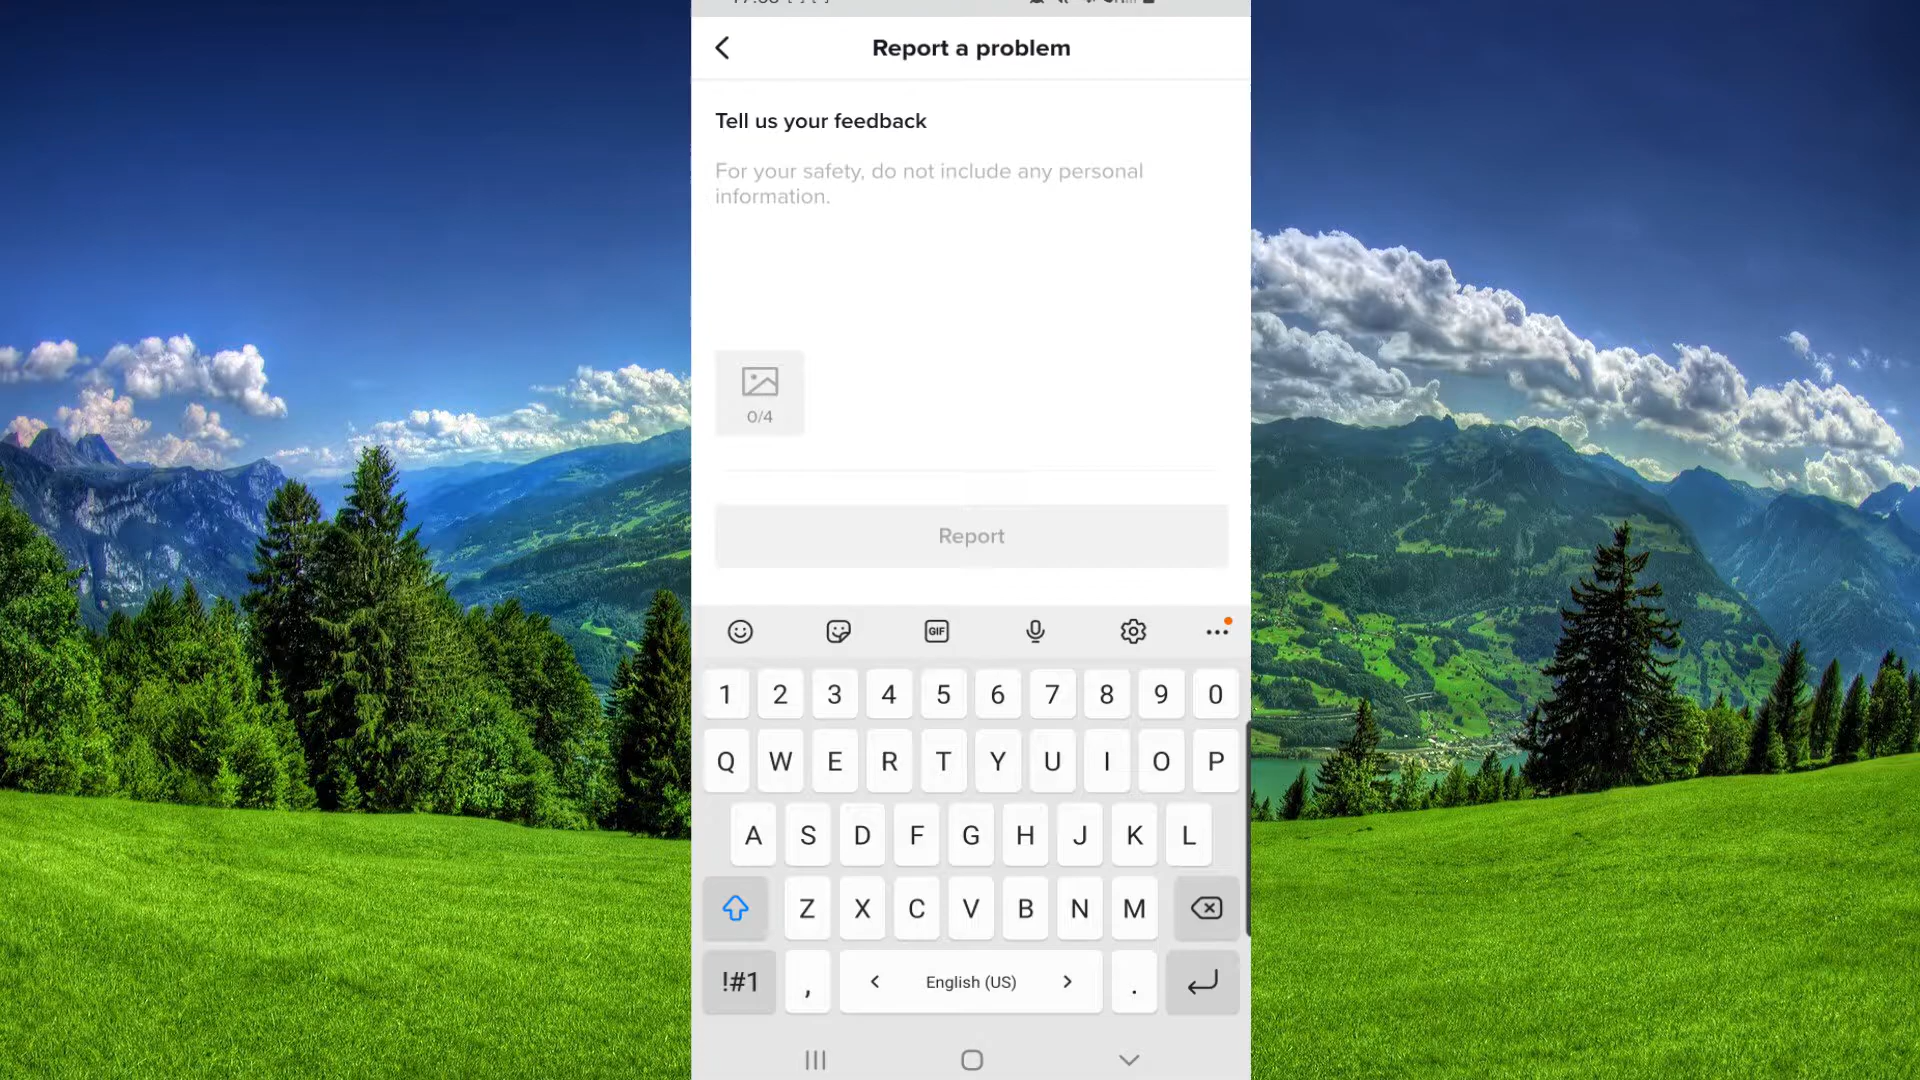 Report a problem
Tell us your feedback
For your safety, do not include any personal
information.
0/4
Report
GIF
1 2 3 4 5 6 7 8 9 0
Q W E R T Y U I O P
A S D F G H J K L
Z X C V B N M
!#1 , < English (US) > .